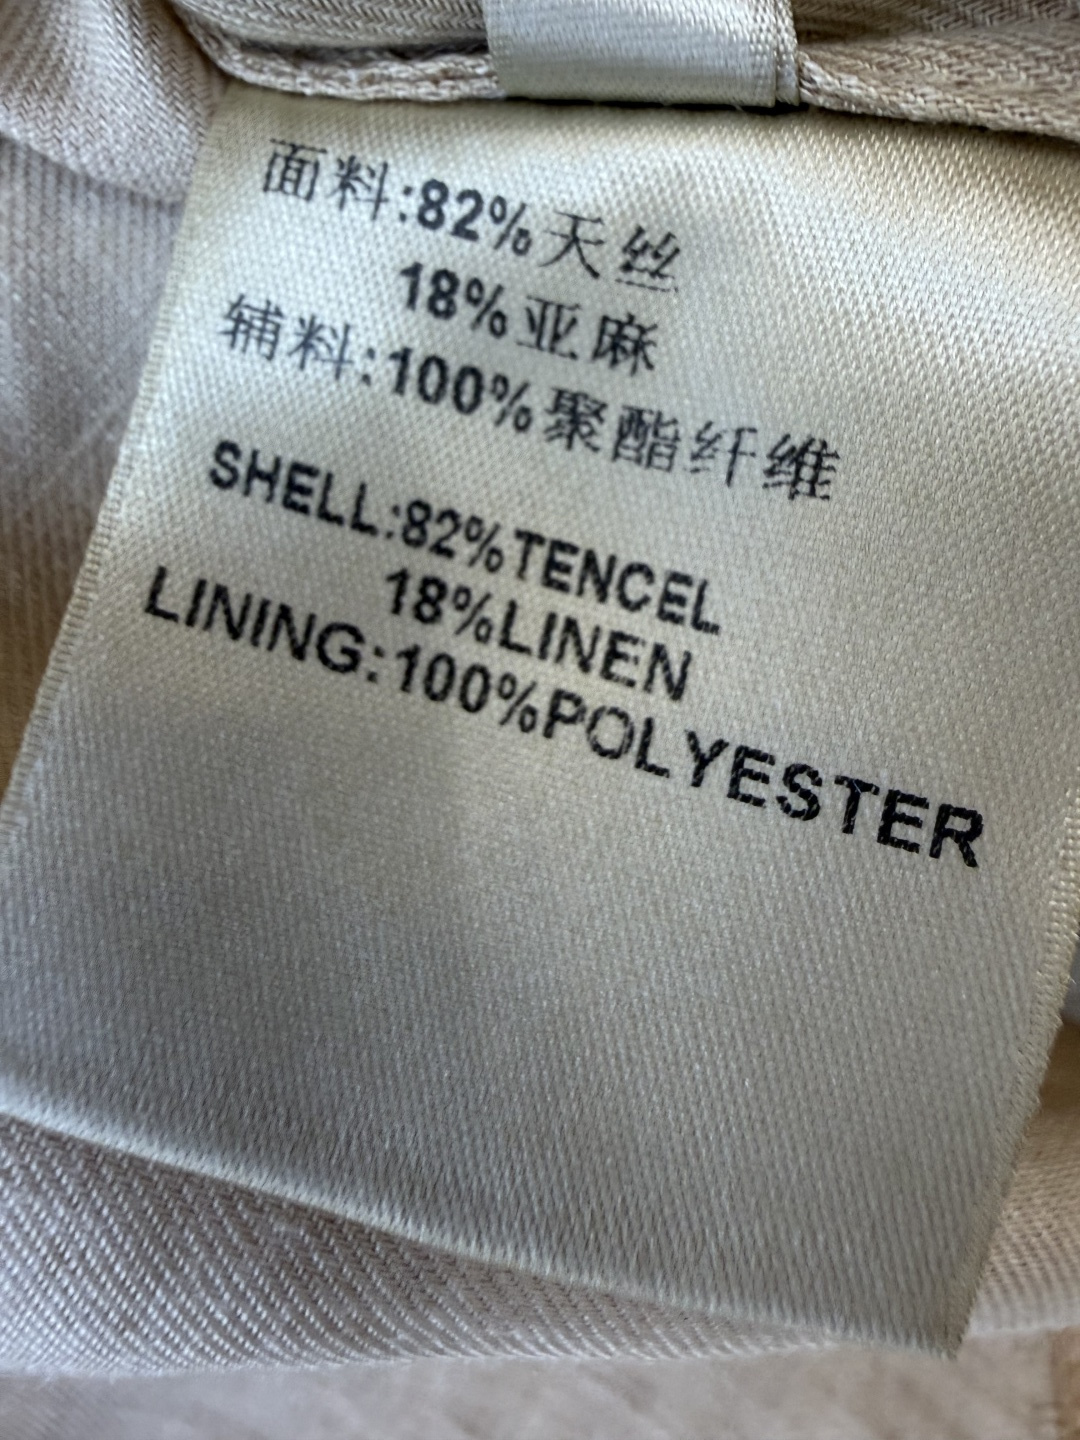 面料:82%天丝
18%亚麻
辅料:100%聚酯纤维
SHELL:82%TENCEL
18%LINEN
LINING:100%POLYESTER